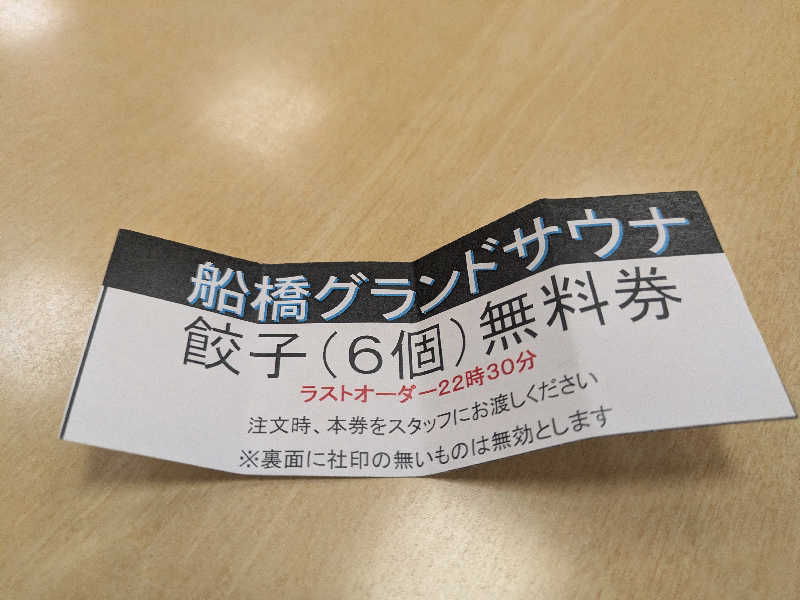 船橋グランドサウナ
餃子(6個)無料券
ラストオーダー22時30分
注文時、本券をスタッフにお渡しください
※裏面に社印の無いものは無効とします